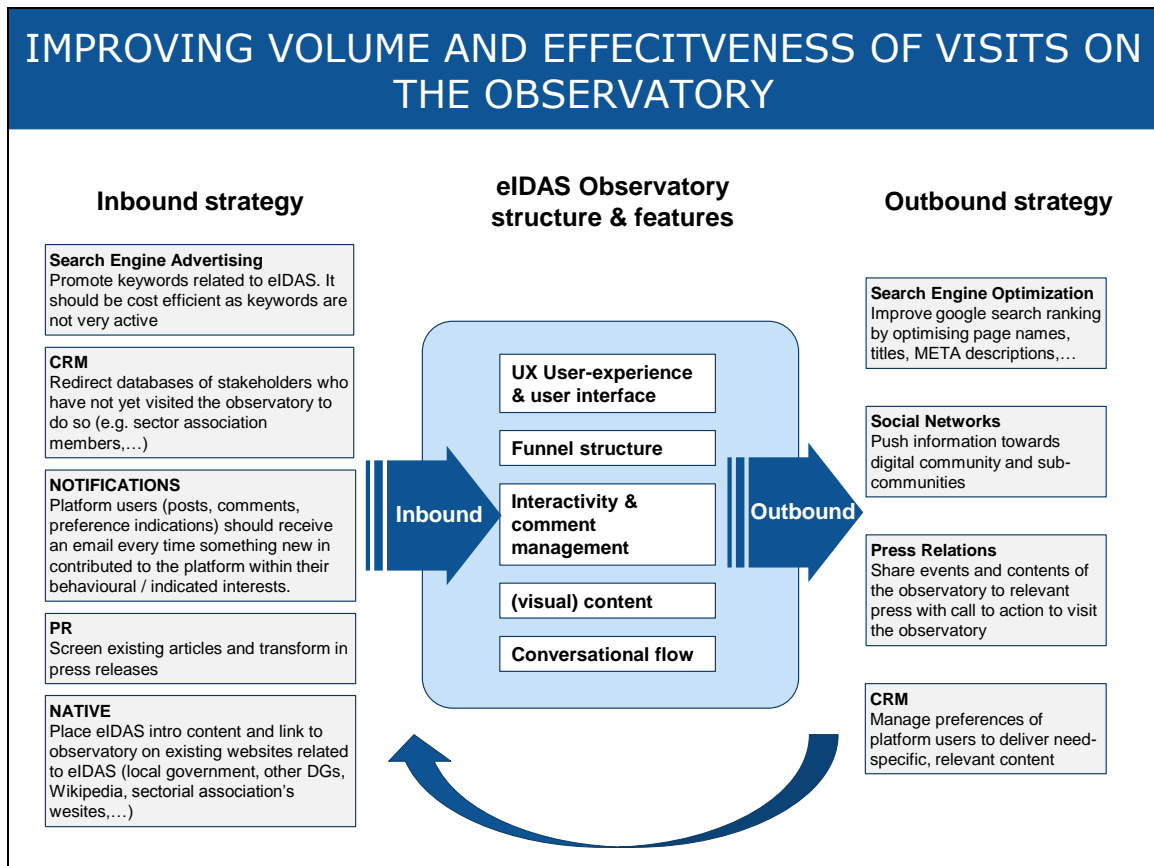 IMPROVING VOLUME AND EFFECITVENESS OF VISITS ON
THE OBSERVATORY
Inbound strategy
Search Engine Advertising
Promote keywords related to eIDAS. It
should be cost efficient as keywords are
not very active
CRM
Redirect databases of stakeholders who
have not yet visited the observatory to
do so (e.g. sector association
members,…)
NOTIFICATIONS
Platform users (posts, comments,
preference indications) should receive
an email every time something new in
contributed to the platform within their
behavioural / indicated interests.
PR
Screen existing articles and transform in
press releases
NATIVE
Place eIDAS intro content and link to
observatory on existing websites related
to eIDAS (local government, other DGs,
Wikipedia, sectorial association's
wesites,…)
Inbound
eIDAS Observatory
structure & features
UX User-experience
& user interface
Funnel structure
Interactivity &
comment
management
(visual) content
Conversational flow
Outbound
Outbound strategy
Search Engine Optimization
Improve google search ranking
by optimising page names,
titles, META descriptions,…
Social Networks
Push information towards
digital community and sub-
communities
Press Relations
Share events and contents of
the observatory to relevant
press with call to action to visit
the observatory
CRM
Manage preferences of
platform users to deliver need-
specific, relevant content